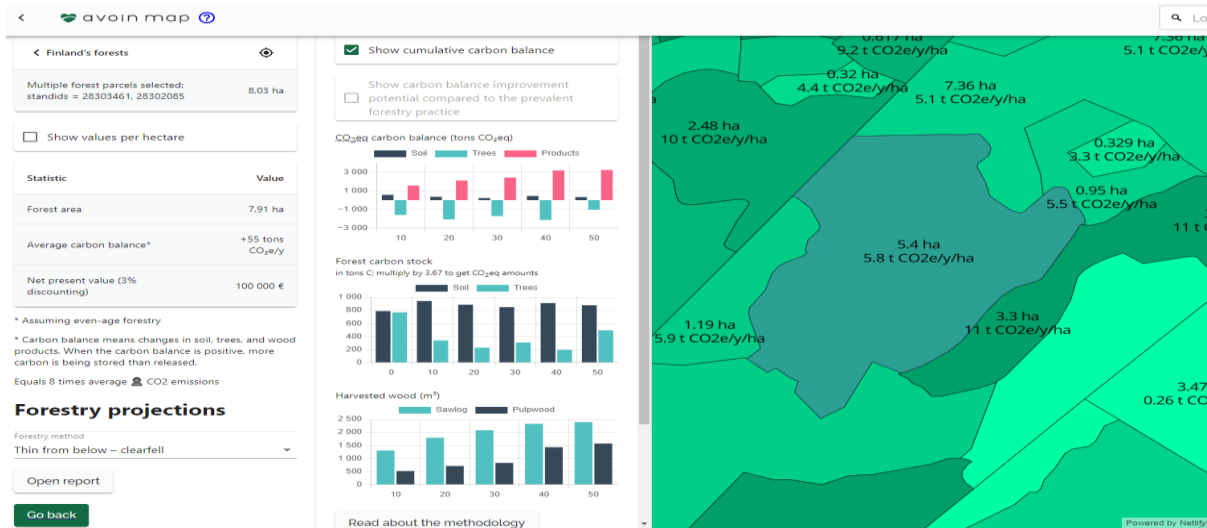 avoin map ?
Lo
Finland's forests
Multiple forest parcels selected:
standids = 28303461, 28302085
8,03 ha
Show values per hectare
Statistic Value
Forest area 7,91 ha
Average carbon balance* +55 tons
CO₂e/y
Net present value (3%
discounting) 100 000 €
* Assuming even-age forestry
* Carbon balance means changes in soil, trees, and wood
products. When the carbon balance is positive, more
carbon is being stored than released.
Equals 8 times average CO2 emissions
Forestry projections
Forestry method
Thin from below – clearfell
Open report
Go back
Show cumulative carbon balance
Show carbon balance improvement
potential compared to the prevalent
forestry practice
CO₂eq carbon balance (tons CO₂eq)
Soil Trees Products
3 000
1 000
−1 000
−3 000
10 20 30 40 50
Forest carbon stock
in tons C; multiply by 3.67 to get CO₂eq amounts
Soil Trees
1 000
800
600
400
200
0
0 10 20 30 40 50
Harvested wood (m³)
Sawlog Pulpwood
2 500
2 000
1 500
1 000
500
0
10 20 30 40 50
Read about the methodology
0.617 ha
9.2 t CO2e/y/ha
7.36 ha
5.1 t CO2e/y/ha
0.32 ha
4.4 t CO2e/y/ha
7.36 ha
5.1 t CO2e/y/ha
2.48 ha
10 t CO2e/y/ha
0.329 ha
3.3 t CO2e/y/ha
0.95 ha
5.5 t CO2e/y/ha
11 t C
5.4 ha
5.8 t CO2e/y/ha
3.3 ha
11 t CO2e/y/ha
1.19 ha
5.9 t CO2e/y/ha
3.47
0.26 t CO
Powered by Netlify